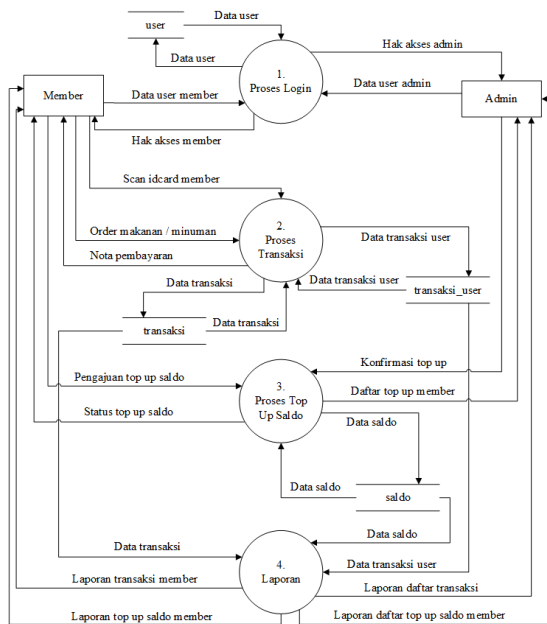 Data user
user
Hak akses admin
Data user
1.
Proses Login
Data user admin
Member
Data user member
Admin
Hak akses member
Scan idcard member
2.
Proses
Transaksi
Order makanan / minuman
Data transaksi user
Nota pembayaran
Data transaksi
Data transaksi user
transaksi_user
transaksi
Data transaksi
Konfirmasi top up
Pengajuan top up saldo
3.
Proses Top
Up Saldo
Daftar top up member
Status top up saldo
Data saldo
Data saldo
saldo
Data saldo
Data transaksi
4.
Laporan
Data transaksi user
Laporan transaksi member
Laporan daftar transaksi
Laporan top up saldo member
Laporan daftar top up saldo member